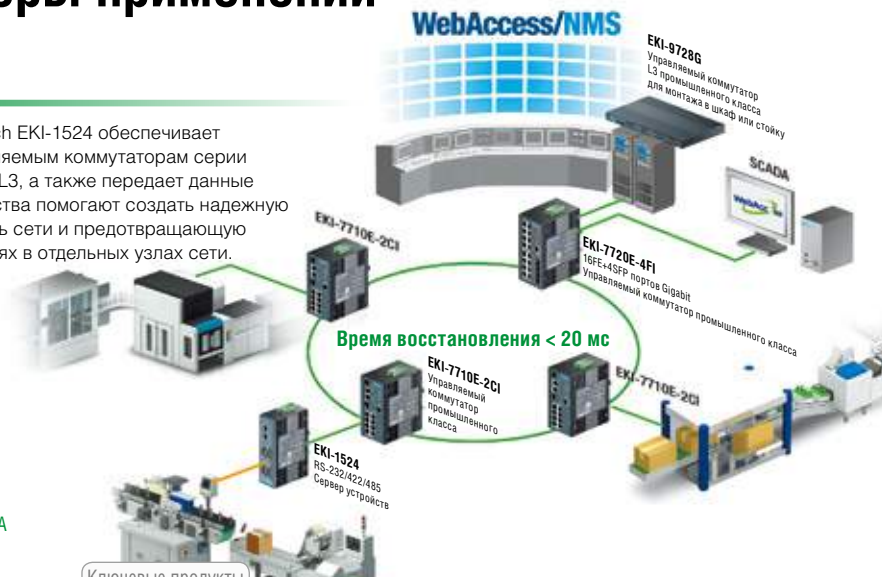 применений
WebAccess/NMS
EKI-9728G
Управляемый коммутатор
L3 промышленного класса
для монтажа в шкаф или стойку
EKI-1524 обеспечивает
коммутаторам серии
L3, а также передает данные
помогают создать надежную
сети и предотвращающую
в отдельных узлах сети.
SCADA
EKI-7710E-2CI
EKI-7720E-4FI
16FE+4SFP портов Gigabit
Управляемый коммутатор промышленного класса
Время восстановления < 20 мс
EKI-7710E-2CI
Управляемый
коммутатор
промышленного
класса
EKI-7710E-2CI
EKI-1524
RS-232/422/485
Сервер устройств
Ключевые продукты